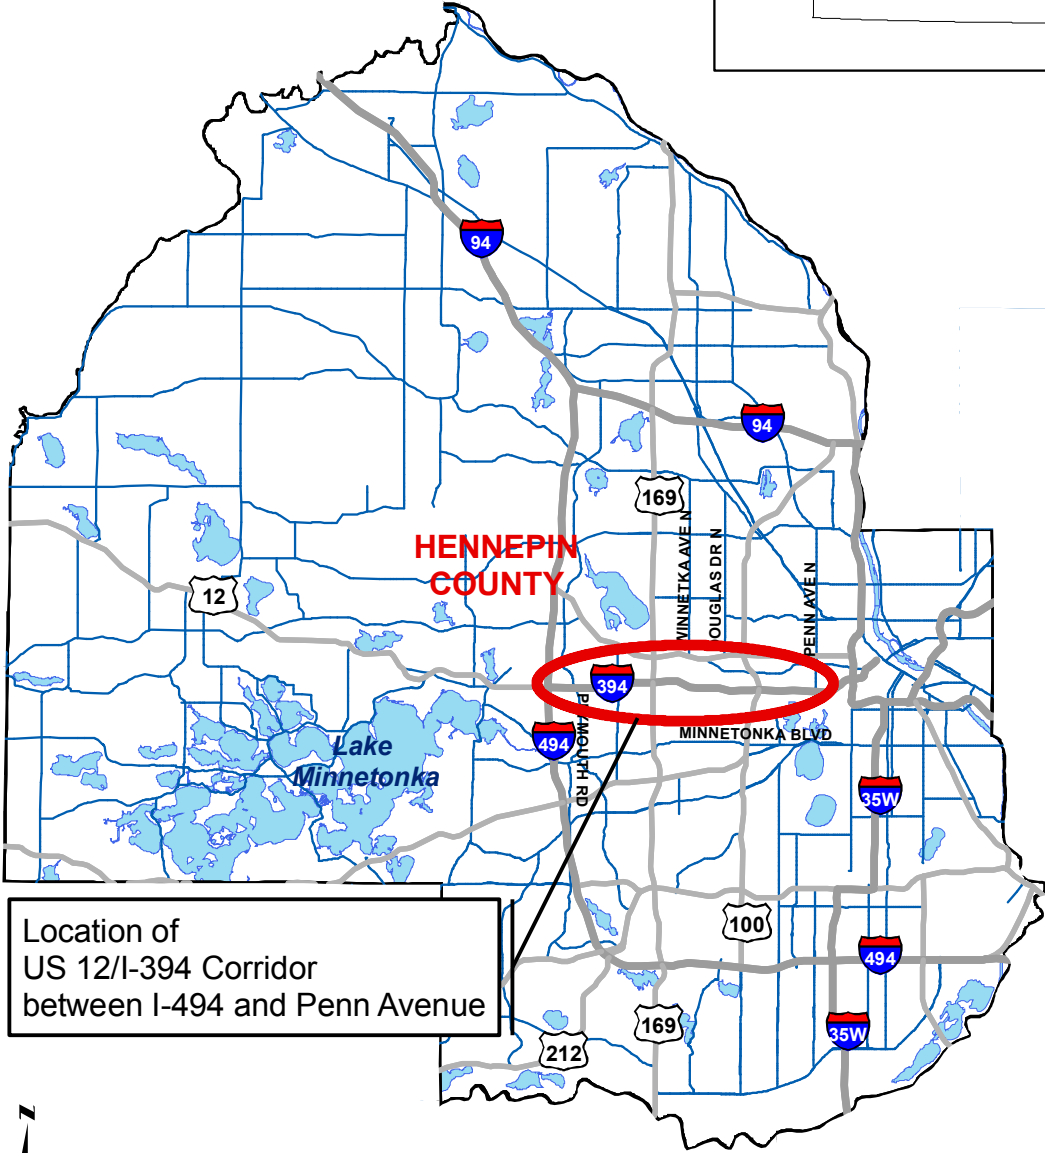 94
94
169
WINNETKA AVE N
DOUGLAS DR N
PENN AVE N
HENNEPIN
COUNTY
12
394
PLYMOUTH RD
494
MINNETONKA BLVD
Lake
Minnetonka
35W
Location of
US 12/I-394 Corridor
between I-494 and Penn Avenue
100
494
169
35W
212
N